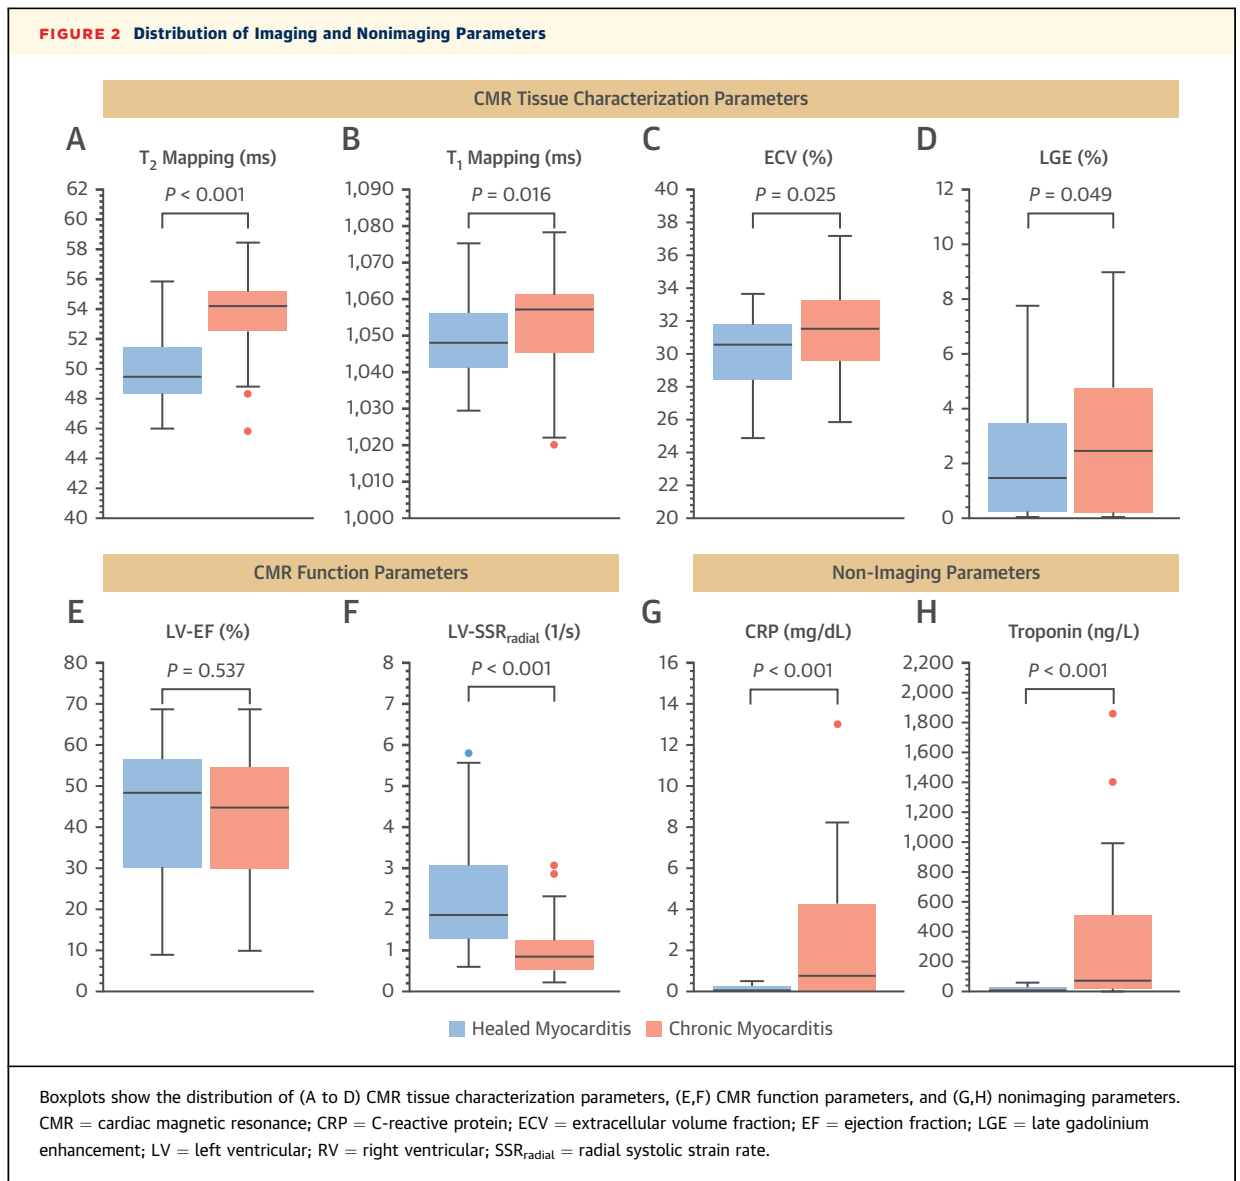 FIGURE 2 Distribution of Imaging and Nonimaging Parameters
CMR Tissue Characterization Parameters
A
T2 Mapping (ms)
P < 0.001
62
60
58
56
54
52
50
48
46
44
42
40
B
T1 Mapping (ms)
P = 0.016
1,090
1,080
1,070
1,060
1,050
1,040
1,030
1,020
1,010
1,000
C
ECV (%)
P = 0.025
40
38
36
34
32
30
28
26
24
22
20
D
LGE (%)
P = 0.049
12
10
8
6
4
2
0
CMR Function Parameters
E
LV-EF (%)
P = 0.537
80
70
60
50
40
30
20
10
0
F
LV-SSRradial (1/s)
P < 0.001
8
7
6
5
4
3
2
1
0
Non-Imaging Parameters
G
CRP (mg/dL)
P < 0.001
16
14
12
10
8
6
4
2
0
H
Troponin (ng/L)
P < 0.001
2,200
2,000
1,800
1,600
1,400
1,200
1,000
800
600
400
200
0
Healed Myocarditis
Chronic Myocarditis
Boxplots show the distribution of (A to D) CMR tissue characterization parameters, (E,F) CMR function parameters, and (G,H) nonimaging parameters.
CMR = cardiac magnetic resonance; CRP = C-reactive protein; ECV = extracellular volume fraction; EF = ejection fraction; LGE = late gadolinium
enhancement; LV = left ventricular; RV = right ventricular; SSRradial = radial systolic strain rate.